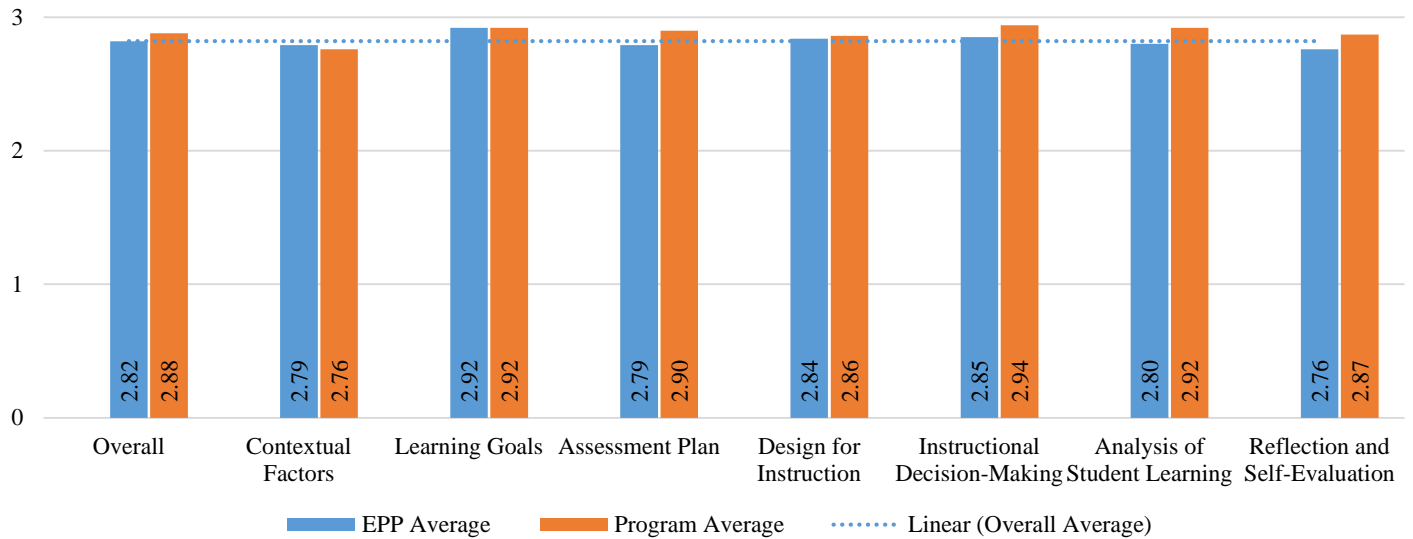 3
2
1
0
2.82 2.88 2.79 2.76 2.92 2.92 2.79 2.90 2.84 2.86 2.85 2.94 2.80 2.92 2.76 2.87
Overall Contextual Learning Goals Assessment Plan Design for Instructional Analysis of Reflection and
Factors Instruction Decision-Making Student Learning Self-Evaluation
EPP Average Program Average Linear (Overall Average)